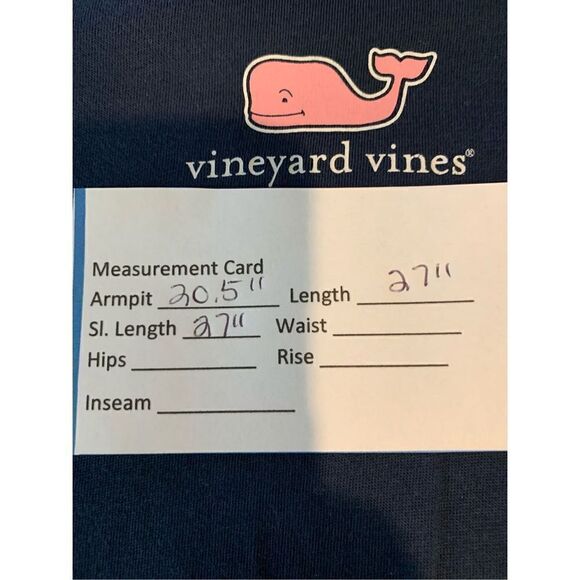 vineyard vines®
Measurement Card
Armpit 20.5" Length 27"
Sl. Length 27" Waist
Hips Rise
Inseam